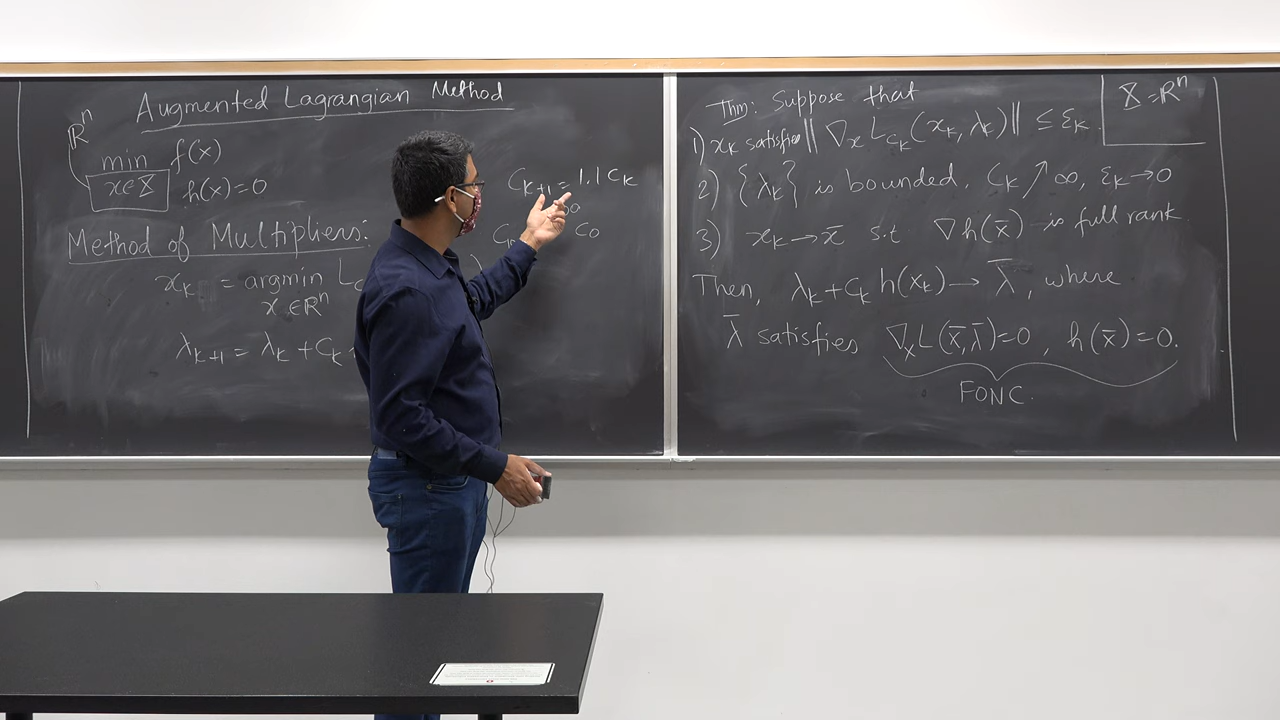 Augmented Lagrangian Method
ℝⁿ
min f(x)
x∈X h(x)=0
Method of Multipliers:
x_k = argmin L_c
x∈ℝⁿ
λ_{k+1} = λ_k + c_k
c_{k+1} = 1.1 c_k
c_0
Thm: Suppose that
X = ℝⁿ
1) x_k satisfies ‖∇_x L_{c_k}(x_k, λ_k)‖ ≤ ε_k.
2) {λ_k} is bounded, c_k ↗ ∞, ε_k → 0
3) x_k → x̄ s.t ∇h(x̄) is full rank.
Then, λ_k + c_k h(x_k) → λ̄, where
λ̄ satisfies ∇_x L(x̄, λ̄)=0, h(x̄)=0.
FONC.